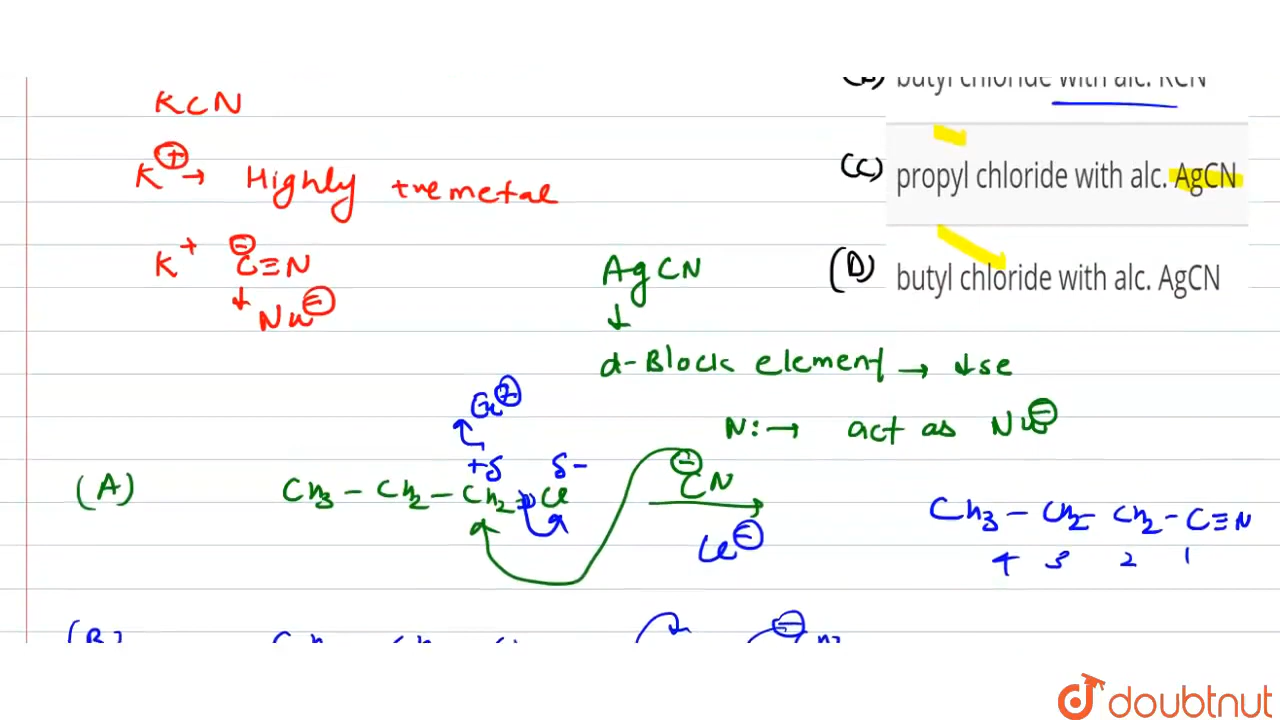 butyl chloride with alc. KCN
KCN
(C) propyl chloride with alc. AgCN
K⊕ → Highly +ve metal
K+ ⊖C≡N
↓
Nu⊖
AgCN
(D) butyl chloride with alc. AgCN
↓
d-Block element → ↓se
N: → act as Nu⊖
+δ δ-
(A) CH3 - CH2 - CH2 - Cl
⊖CN
Cl⊖
CH3 - CH2 - CH2 - C≡N
4 3 2 1
(B)
doubtnut